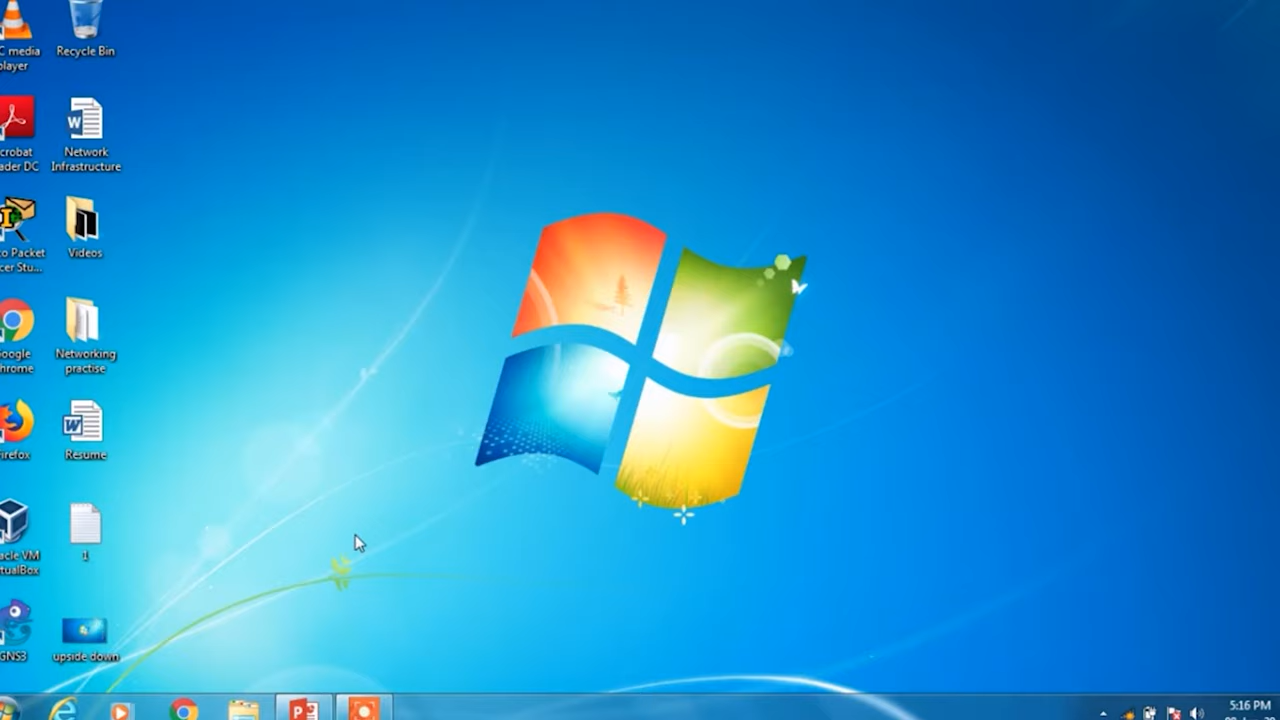 C media
player
Recycle Bin
crobat
ader DC
Network
Infrastructure
o Packet
cer Stu...
Videos
oogle
hrome
Networking
practise
irefox
Resume
acle VM
tualBox
1
GNS3
upside down
5:16 PM